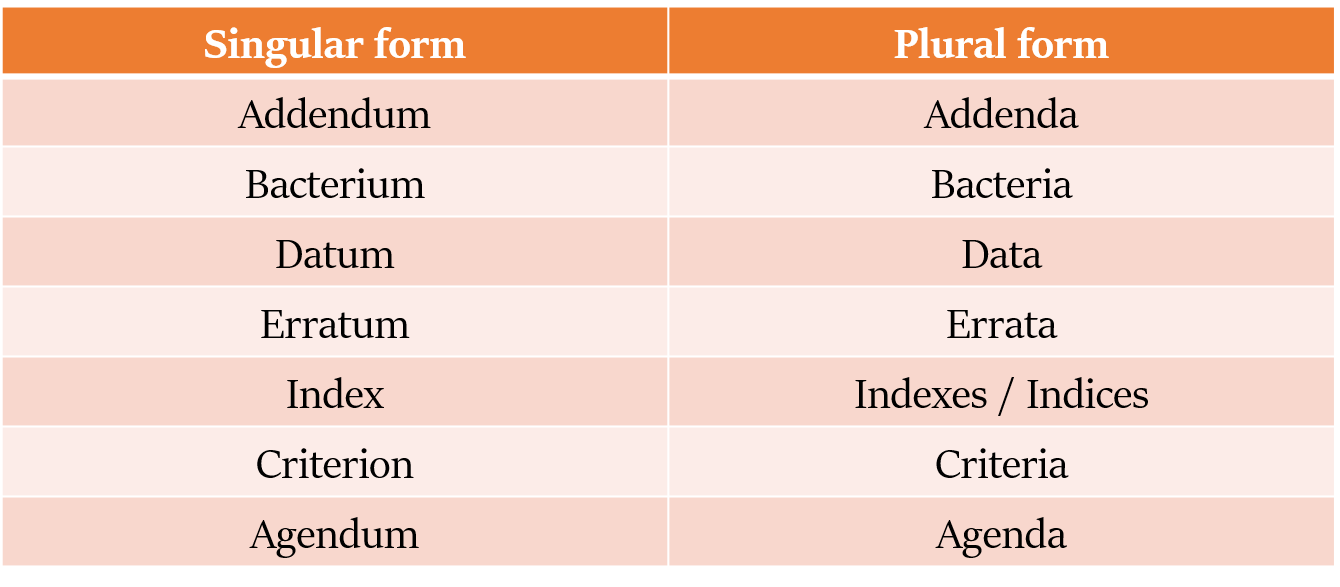 Singular form Plural form
Addendum Addenda
Bacterium Bacteria
Datum Data
Erratum Errata
Index Indexes / Indices
Criterion Criteria
Agendum Agenda